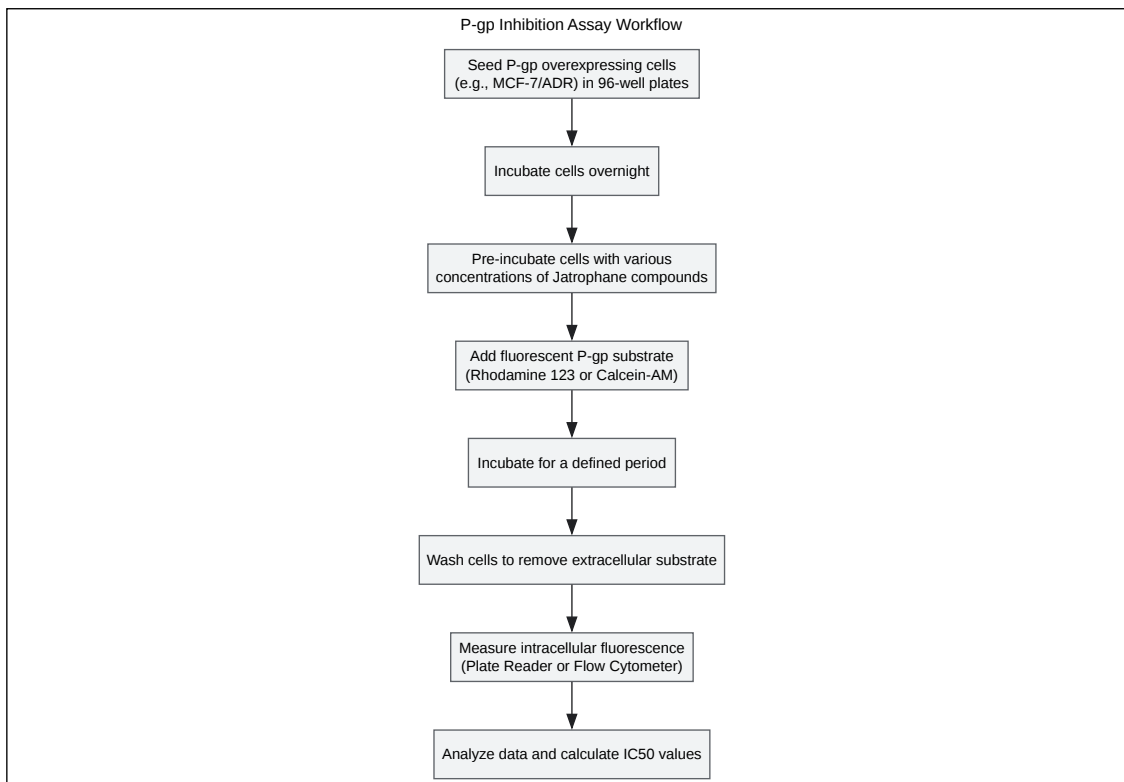 P-gp Inhibition Assay Workflow
Seed P-gp overexpressing cells
(e.g., MCF-7/ADR) in 96-well plates
Incubate cells overnight
Pre-incubate cells with various
concentrations of Jatrophane compounds
Add fluorescent P-gp substrate
(Rhodamine 123 or Calcein-AM)
Incubate for a defined period
Wash cells to remove extracellular substrate
Measure intracellular fluorescence
(Plate Reader or Flow Cytometer)
Analyze data and calculate IC50 values